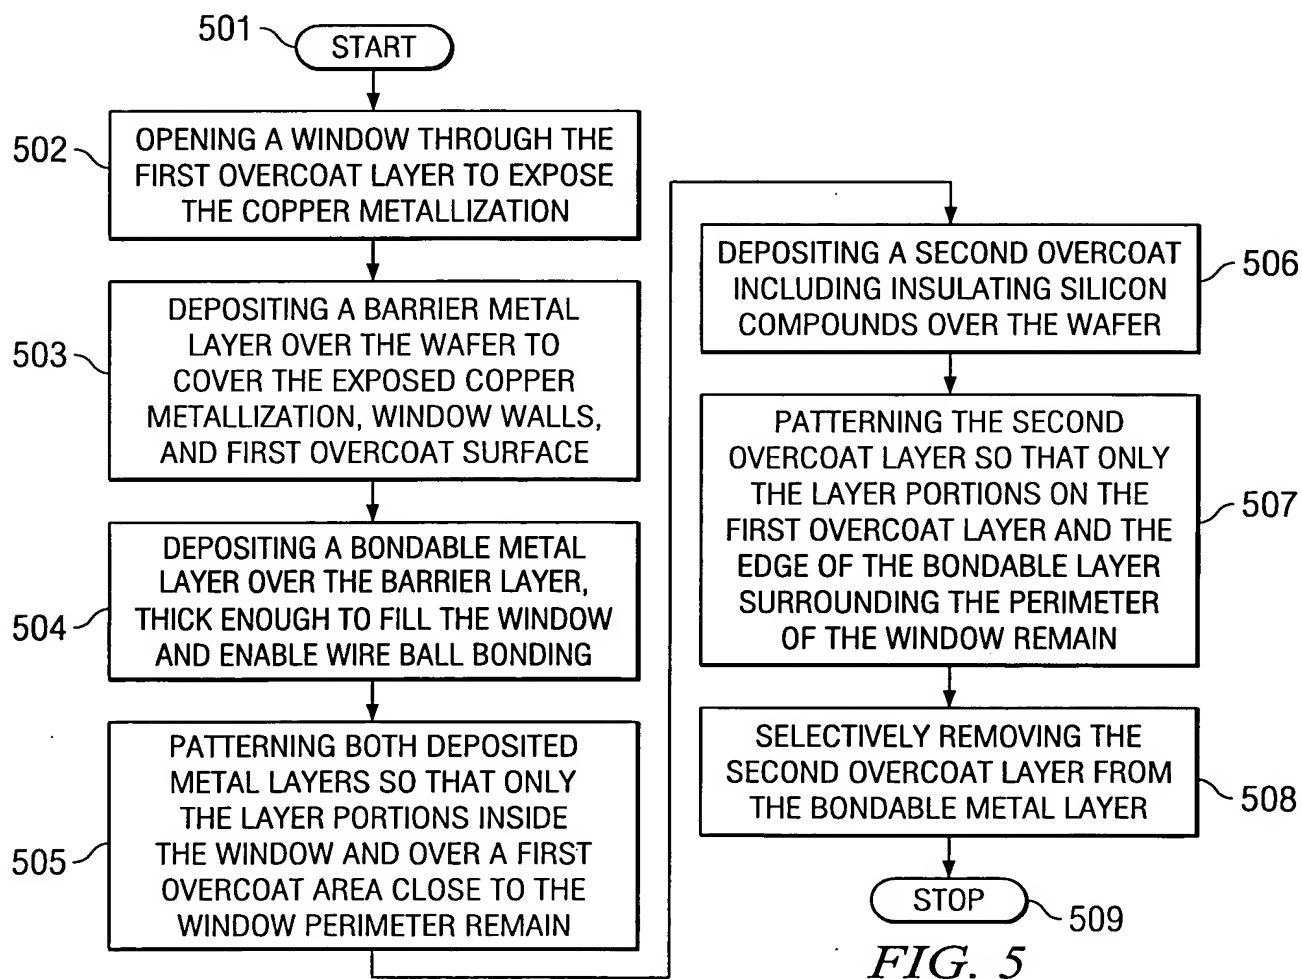 501
START
502
OPENING A WINDOW THROUGH THE
FIRST OVERCOAT LAYER TO EXPOSE
THE COPPER METALLIZATION
503
DEPOSITING A BARRIER METAL
LAYER OVER THE WAFER TO
COVER THE EXPOSED COPPER
METALLIZATION, WINDOW WALLS,
AND FIRST OVERCOAT SURFACE
504
DEPOSITING A BONDABLE METAL
LAYER OVER THE BARRIER LAYER,
THICK ENOUGH TO FILL THE WINDOW
AND ENABLE WIRE BALL BONDING
505
PATTERNING BOTH DEPOSITED
METAL LAYERS SO THAT ONLY
THE LAYER PORTIONS INSIDE
THE WINDOW AND OVER A FIRST
OVERCOAT AREA CLOSE TO THE
WINDOW PERIMETER REMAIN
DEPOSITING A SECOND OVERCOAT
INCLUDING INSULATING SILICON
COMPOUNDS OVER THE WAFER
506
PATTERNING THE SECOND
OVERCOAT LAYER SO THAT ONLY
THE LAYER PORTIONS ON THE
FIRST OVERCOAT LAYER AND THE
EDGE OF THE BONDABLE LAYER
SURROUNDING THE PERIMETER
OF THE WINDOW REMAIN
507
SELECTIVELY REMOVING THE
SECOND OVERCOAT LAYER FROM
THE BONDABLE METAL LAYER
508
STOP
509
FIG. 5